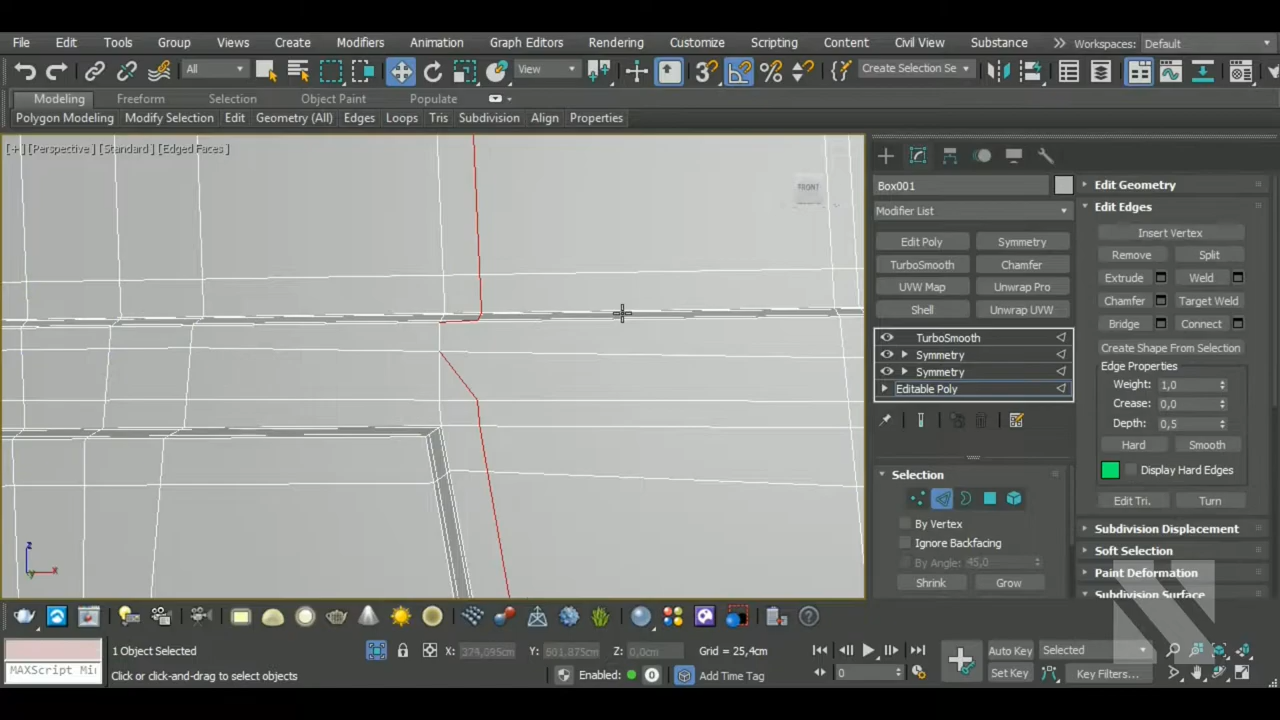 File Edit Tools Group Views Create Modifiers Animation Graph Editors Rendering Customize Scripting Content Civil View Substance Workspaces: Default
All View Create Selection Se
Modeling Freeform Selection Object Paint Populate
Polygon Modeling Modify Selection Edit Geometry (All) Edges Loops Tris Subdivision Align Properties
[+] [Perspective] [Standard] [Edged Faces]
FRONT
Box001
Modifier List
Edit Poly Symmetry
TurboSmooth Chamfer
UVW Map Unwrap Pro
Shell Unwrap UVW
TurboSmooth
Symmetry
Symmetry
Editable Poly
Selection
By Vertex
Ignore Backfacing
By Angle: 45,0
Shrink Grow
Edit Geometry
Edit Edges
Insert Vertex
Remove Split
Extrude Weld
Chamfer Target Weld
Bridge Connect
Create Shape From Selection
Edge Properties
Weight: 1,0
Crease: 0,0
Depth: 0,5
Hard Smooth
Display Hard Edges
Edit Tri. Turn
Subdivision Displacement
Soft Selection
Paint Deformation
Subdivision Surface
z
y
x
MAXScript Mi
1 Object Selected
Click or click-and-drag to select objects
X: 374,095cm Y: 501,875cm Z: 0,0cm Grid = 25,4cm
Enabled: 0 Add Time Tag
0
Auto Key Selected
Set Key Key Filters...